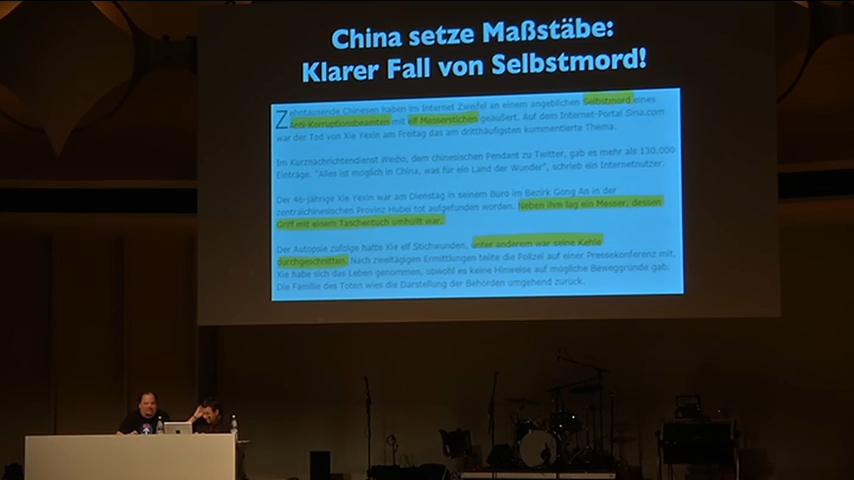 China setze Maßstäbe:
Klarer Fall von Selbstmord!
Zehntausende Chinesen haben im Internet Zweifel an einem angeblichen Selbstmord eines
Anti-Korruptionsbeamten mit elf Messerstichen geäußert. Auf dem Internet-Portal Sina.com
war der Tod von Xie Yexin am Freitag das am dritthäufigsten kommentierte Thema.
Im Kurznachrichtendienst Weibo, dem chinesischen Pendant zu Twitter, gab es mehr als 130.000
Einträge. "Alles ist möglich in China, was für ein Land der Wunder", schrieb ein Internetnutzer.
Der 46-jährige Xie Yexin war am Dienstag in seinem Büro im Bezirk Gong An in der
zentralchinesischen Provinz Hubei tot aufgefunden worden. Neben ihm lag ein Messer, dessen
Griff mit einem Taschentuch umhüllt war.
Der Autopsie zufolge hatte Xie elf Stichwunden, unter anderem war seine Kehle
durchgeschnitten. Nach zweitägigen Ermittlungen teilte die Polizei auf einer Pressekonferenz mit,
Xie habe sich das Leben genommen, obwohl es keine Hinweise auf mögliche Beweggründe gab.
Die Familie des Toten wies die Darstellung der Behörden umgehend zurück.